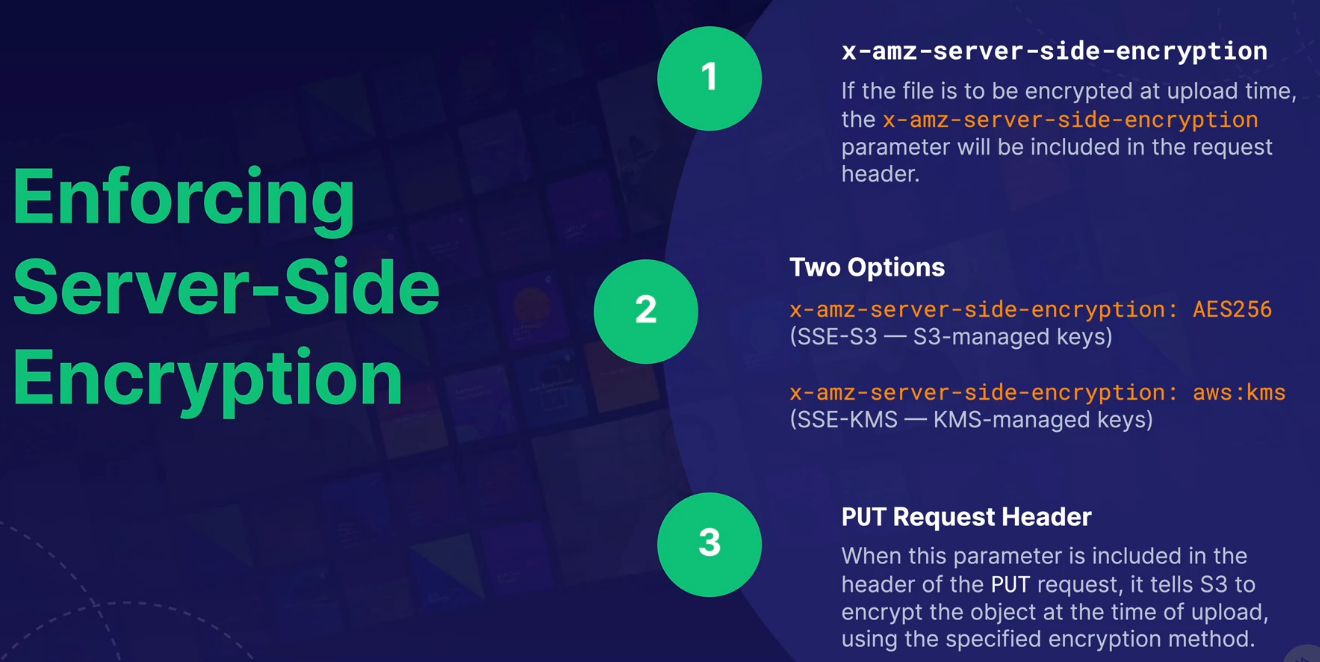 Enforcing
Server-Side
Encryption
1
x-amz-server-side-encryption
If the file is to be encrypted at upload time,
the x-amz-server-side-encryption
parameter will be included in the request
header.
2
Two Options
x-amz-server-side-encryption: AES256
(SSE-S3 — S3-managed keys)
x-amz-server-side-encryption: aws:kms
(SSE-KMS — KMS-managed keys)
3
PUT Request Header
When this parameter is included in the
header of the PUT request, it tells S3 to
encrypt the object at the time of upload,
using the specified encryption method.